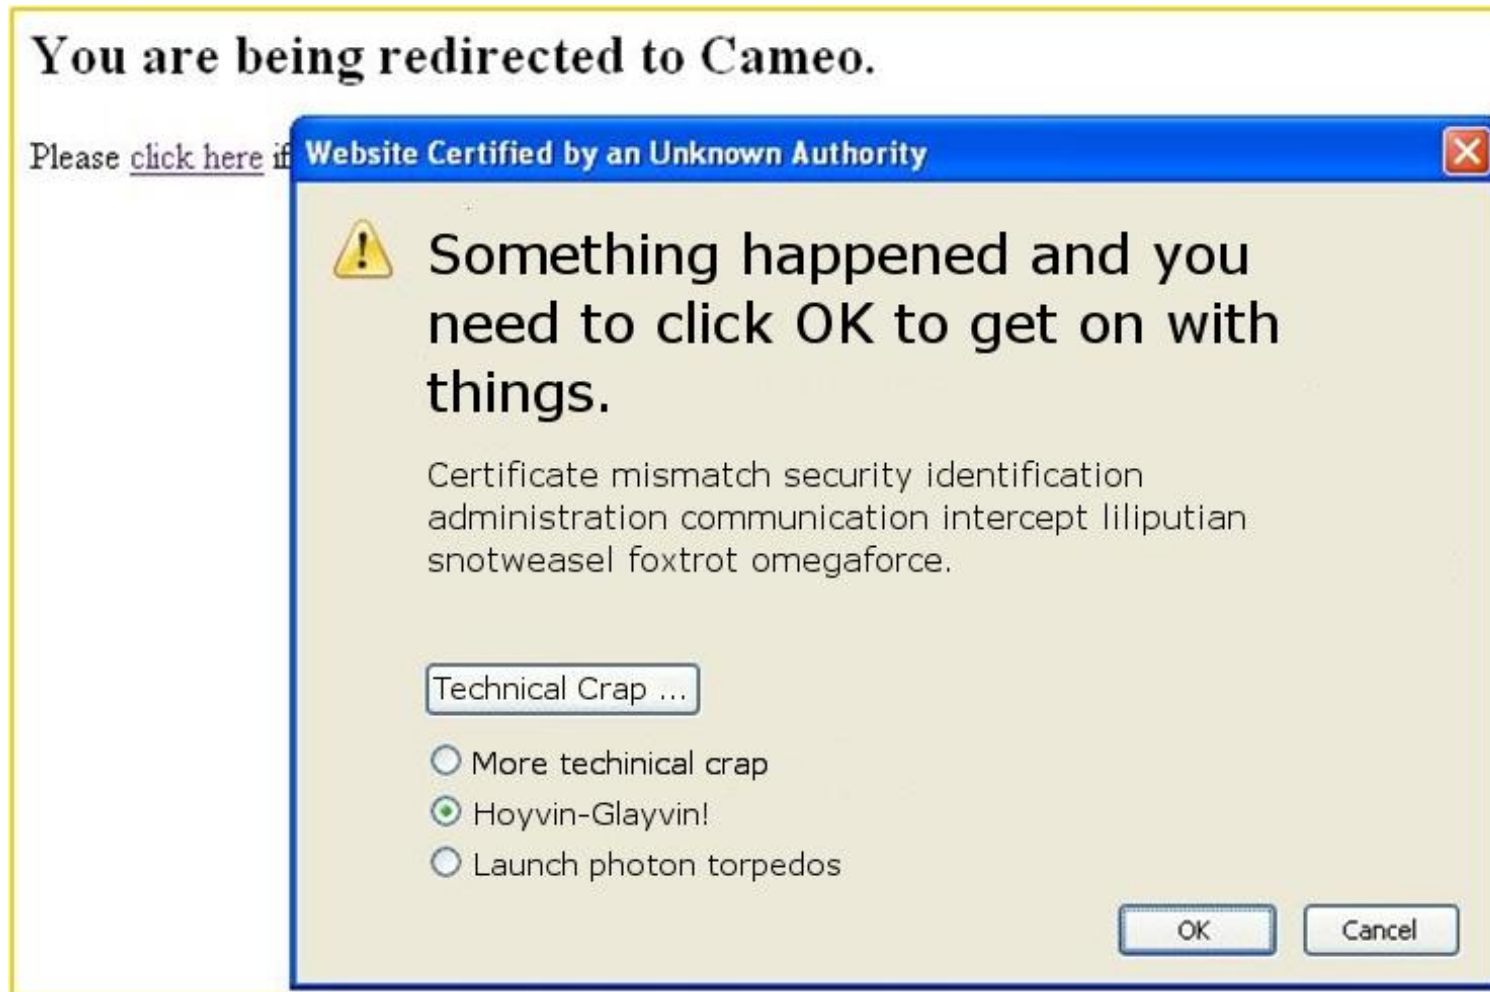 You are being redirected to Cameo.
Please click here if
Website Certified by an Unknown Authority
Something happened and you
need to click OK to get on with
things.
Certificate mismatch security identification
administration communication intercept liliputian
snotweasel foxtrot omegaforce.
Technical Crap ...
More techinical crap
Hoyvin-Glayvin!
Launch photon torpedos
OK
Cancel